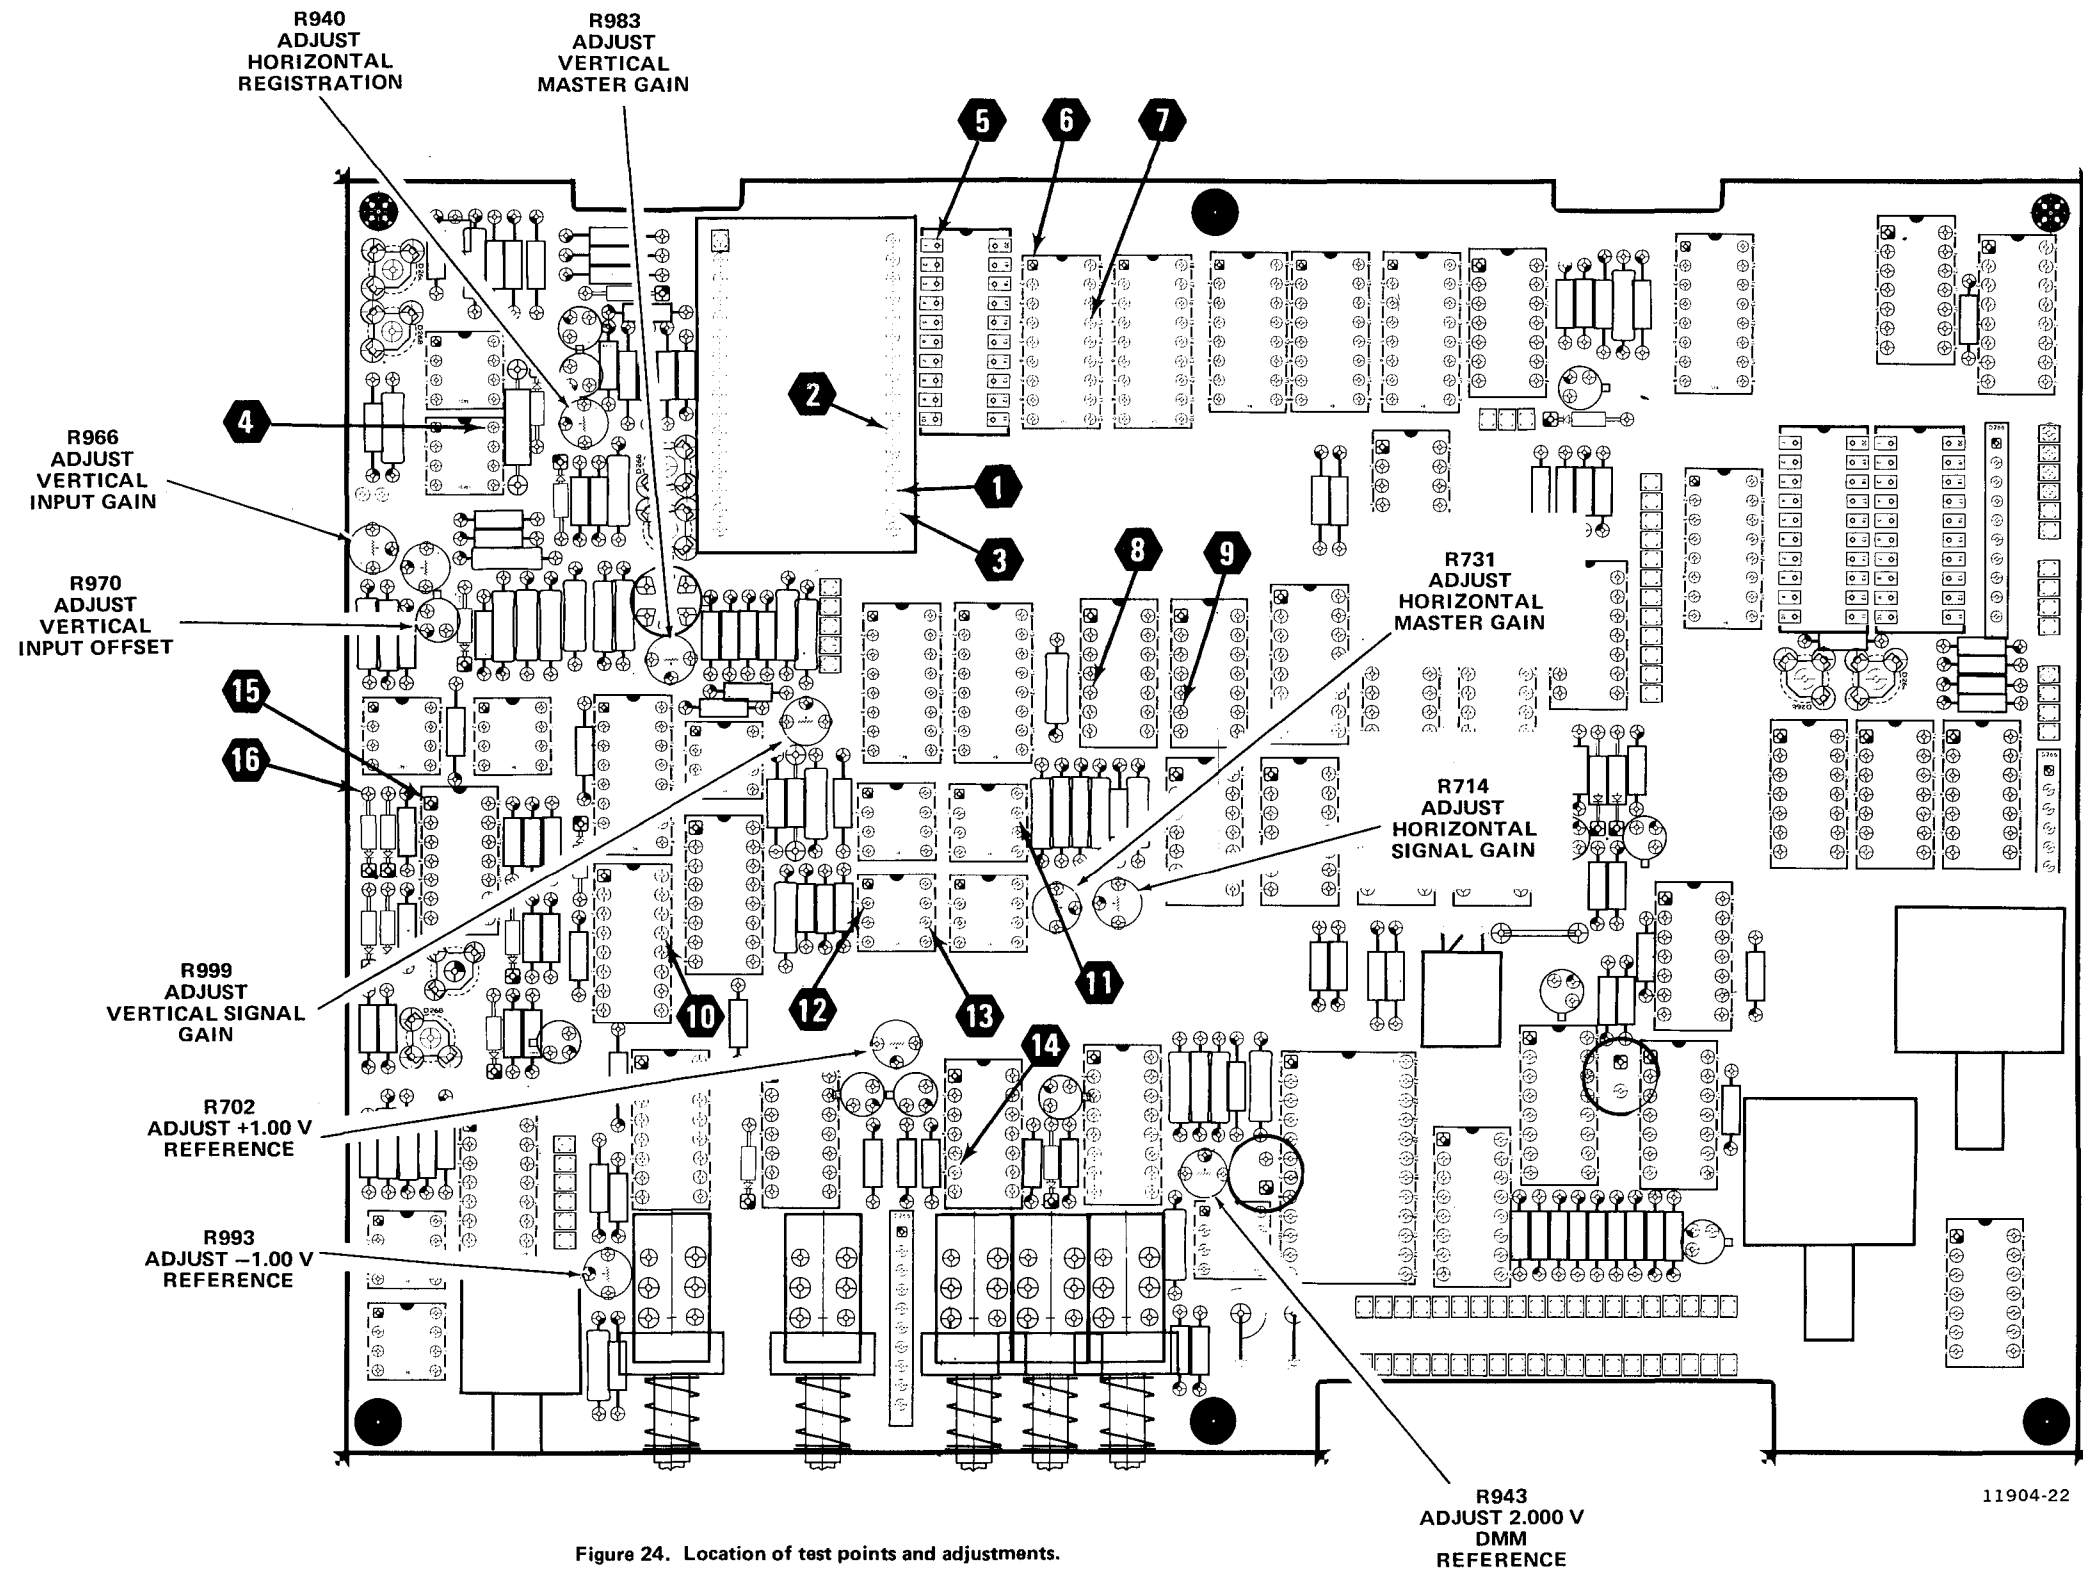 R940
ADJUST
HORIZONTAL
REGISTRATION
R983
ADJUST
VERTICAL
MASTER GAIN
5
6
7
2
4
R966
ADJUST
VERTICAL
INPUT GAIN
1
3
8
9
R731
ADJUST
HORIZONTAL
MASTER GAIN
R970
ADJUST
VERTICAL
INPUT OFFSET
15
16
R714
ADJUST
HORIZONTAL
SIGNAL GAIN
R999
ADJUST
VERTICAL SIGNAL
GAIN
10
12
13
11
14
R702
ADJUST +1.00 V
REFERENCE
R993
ADJUST −1.00 V
REFERENCE
R943
ADJUST 2.000 V
DMM
REFERENCE
11904-22
Figure 24. Location of test points and adjustments.